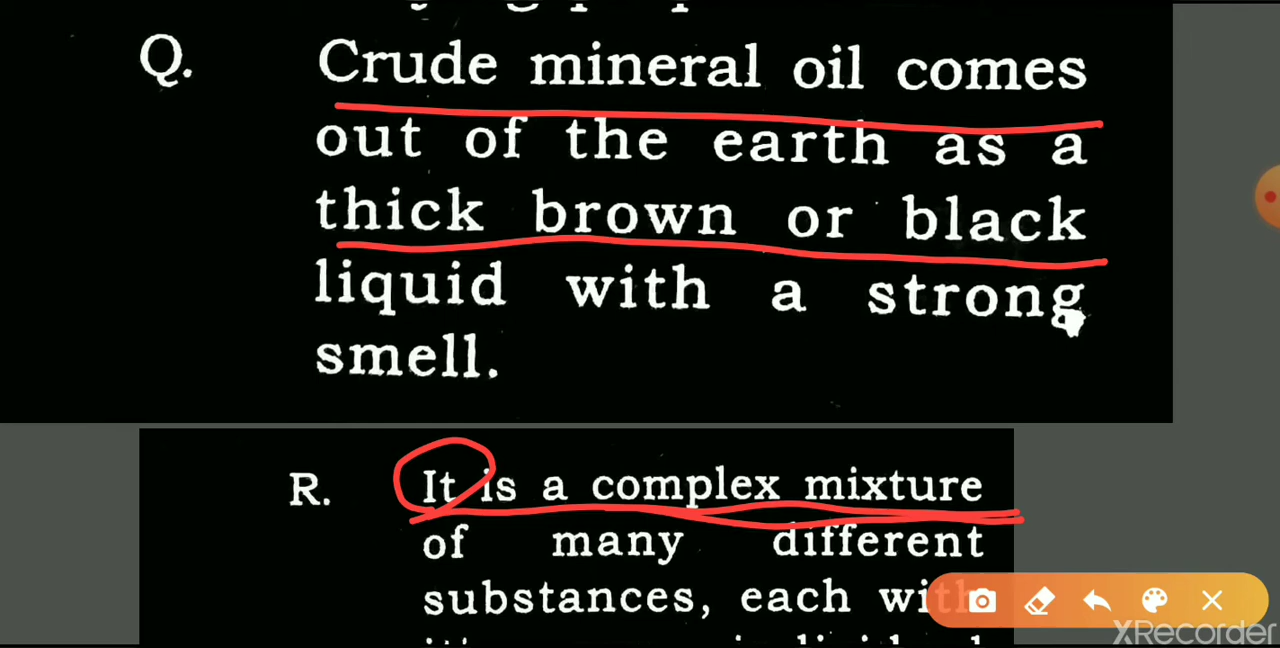 Q. Crude mineral oil comes
out of the earth as a
thick brown or black
liquid with a strong
smell.
R. It is a complex mixture
of many different
substances, each with
XRecorder